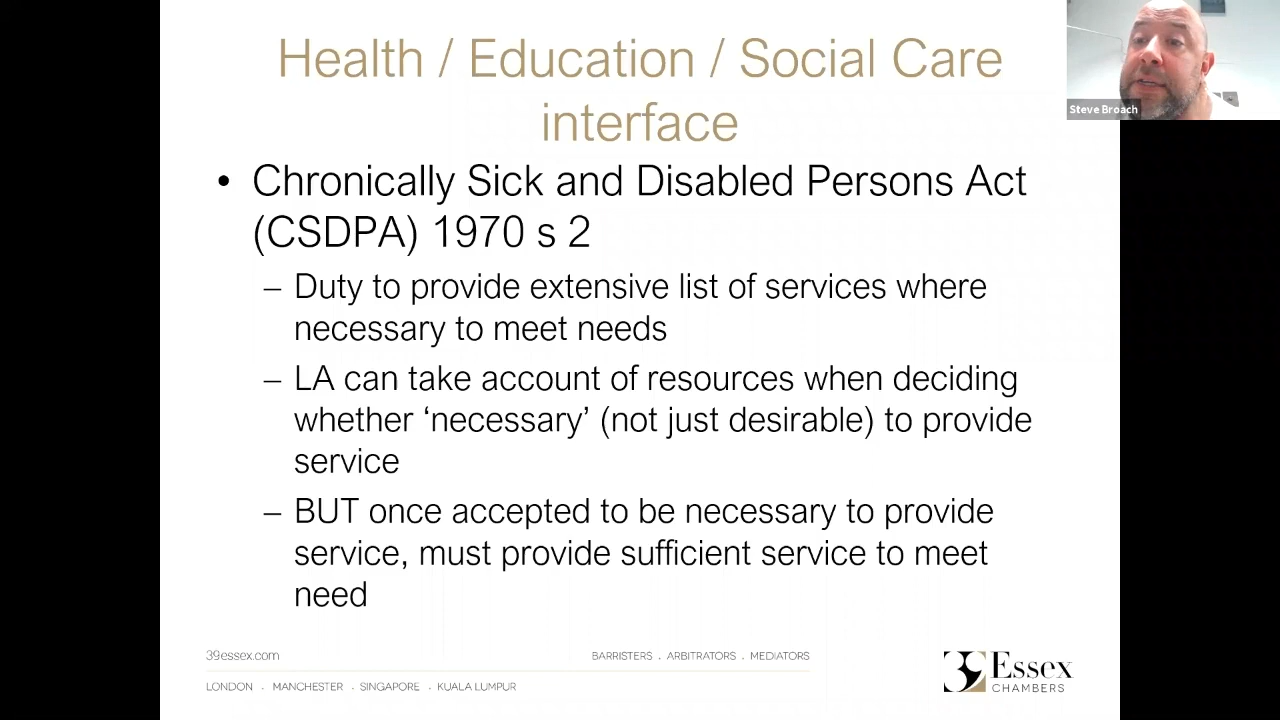 Health / Education / Social Care
interface
Steve Broach
• Chronically Sick and Disabled Persons Act
(CSDPA) 1970 s 2
– Duty to provide extensive list of services where
necessary to meet needs
– LA can take account of resources when deciding
whether ‘necessary’ (not just desirable) to provide
service
– BUT once accepted to be necessary to provide
service, must provide sufficient service to meet
need
39essex.com
BARRISTERS . ARBITRATORS . MEDIATORS
LONDON . MANCHESTER . SINGAPORE . KUALA LUMPUR
39 Essex
CHAMBERS